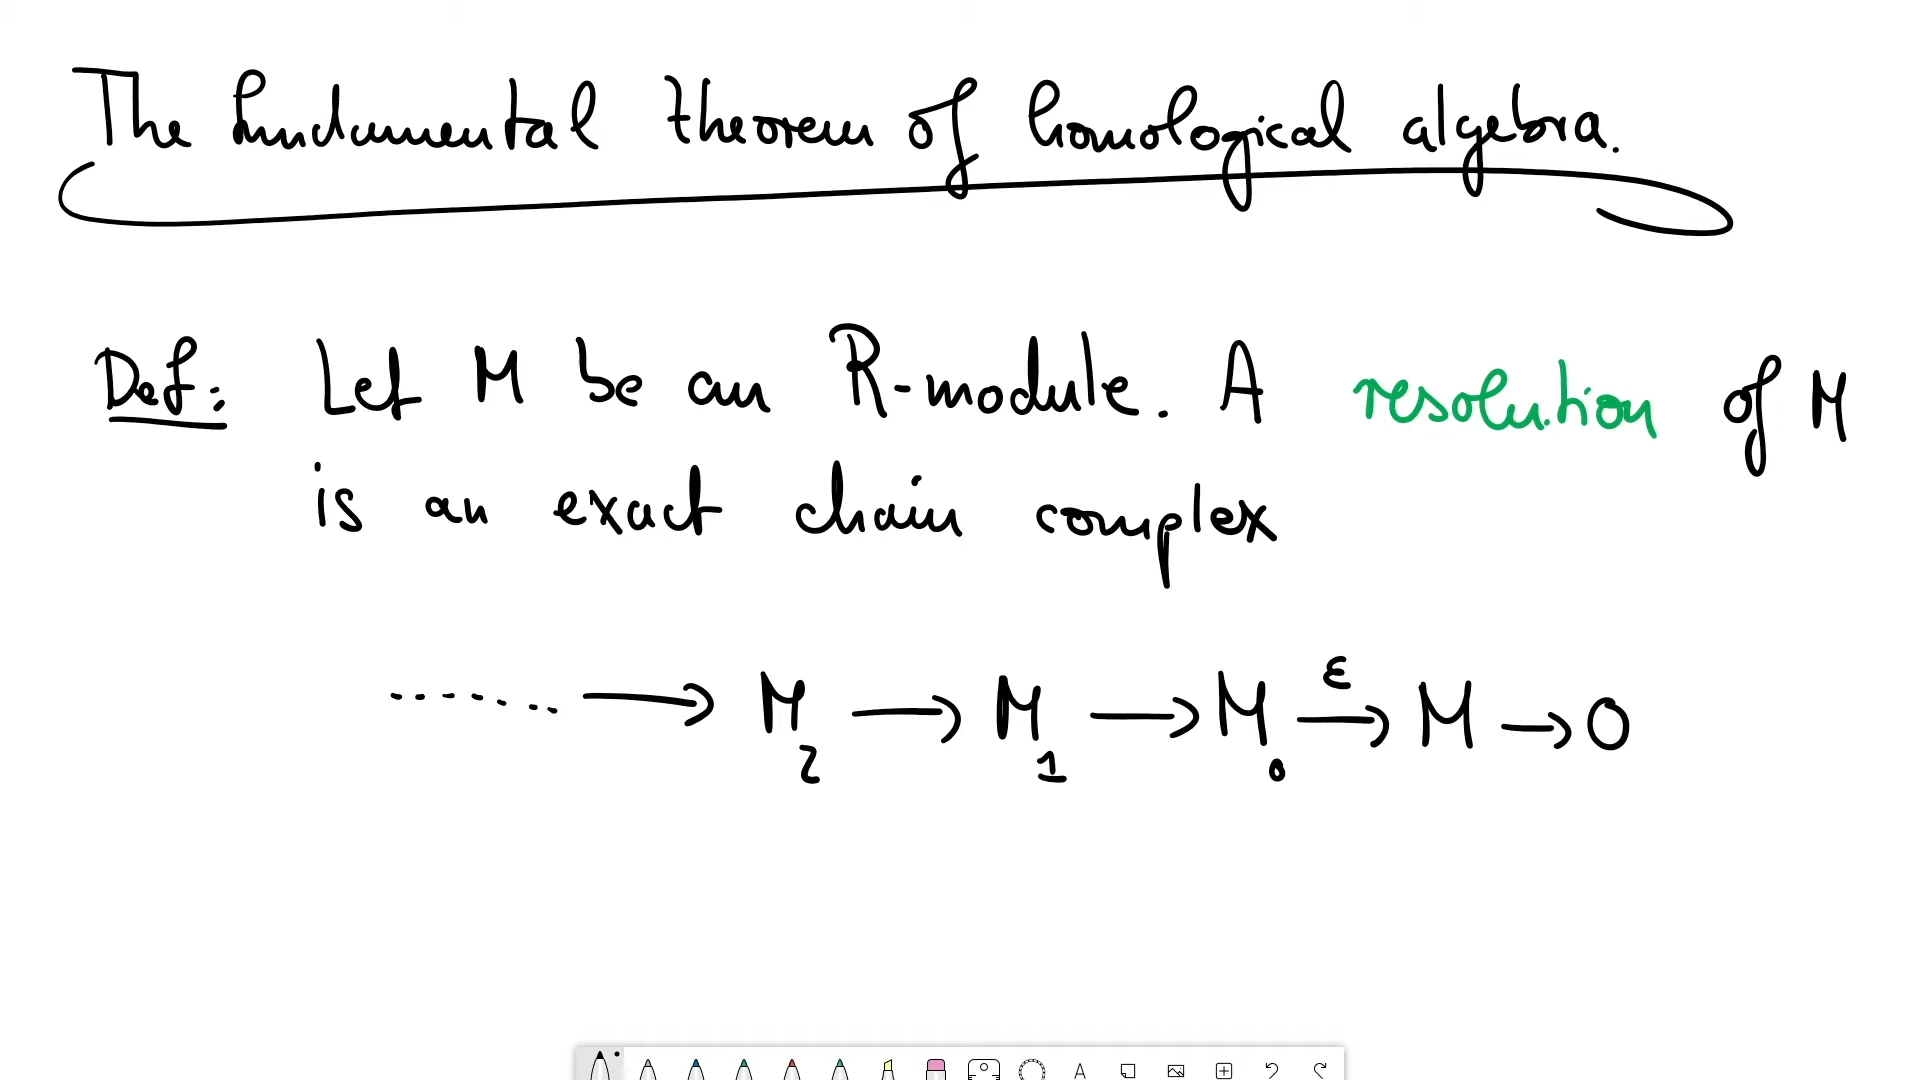 The fundamental theorem of homological algebra.
Def: Let M be an R-module. A resolution of M
is an exact chain complex
....... → M₂ → M₁ → M₀ →^ε M → 0